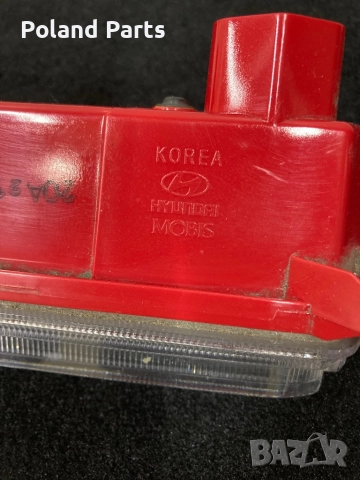 Poland Parts
KOREA
HYUNDAI
MOBIS
BAZAR